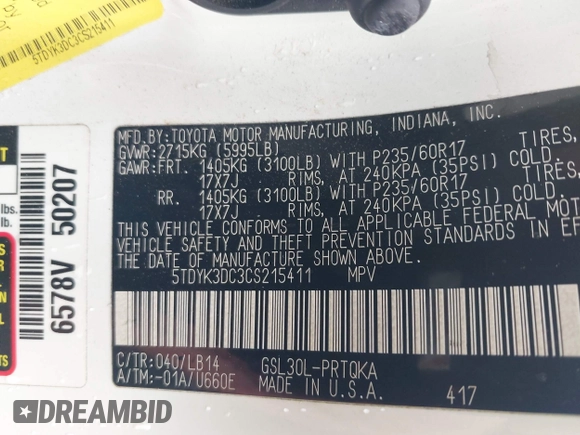 5TDYK3DC3CS215411
MFD.BY:TOYOTA MOTOR MANUFACTURING, INDIANA, INC.
GVWR:2715KG (5995LB)
GAWR:FRT. 1405KG (3100LB) WITH P235/60R17 TIRES,
17X7J RIMS, AT 240KPA (35PSI) COLD.
RR. 1405KG (3100LB) WITH P235/60R17 TIRES,
17X7J RIMS, AT 240KPA (35PSI) COLD.
THIS VEHICLE CONFORMS TO ALL APPLICABLE FEDERAL MOTOR
VEHICLE SAFETY AND THEFT PREVENTION STANDARDS IN EF
THE DATE OF MANUFACTURE SHOWN ABOVE.
5TDYK3DC3CS215411 MPV
C/TR:040/LB14 GSL30L-PRTQKA
A/TM:-01A/U660E MADE IN U.S.A. 417
6578V 50207
lbs.
lb.
DREAMBID